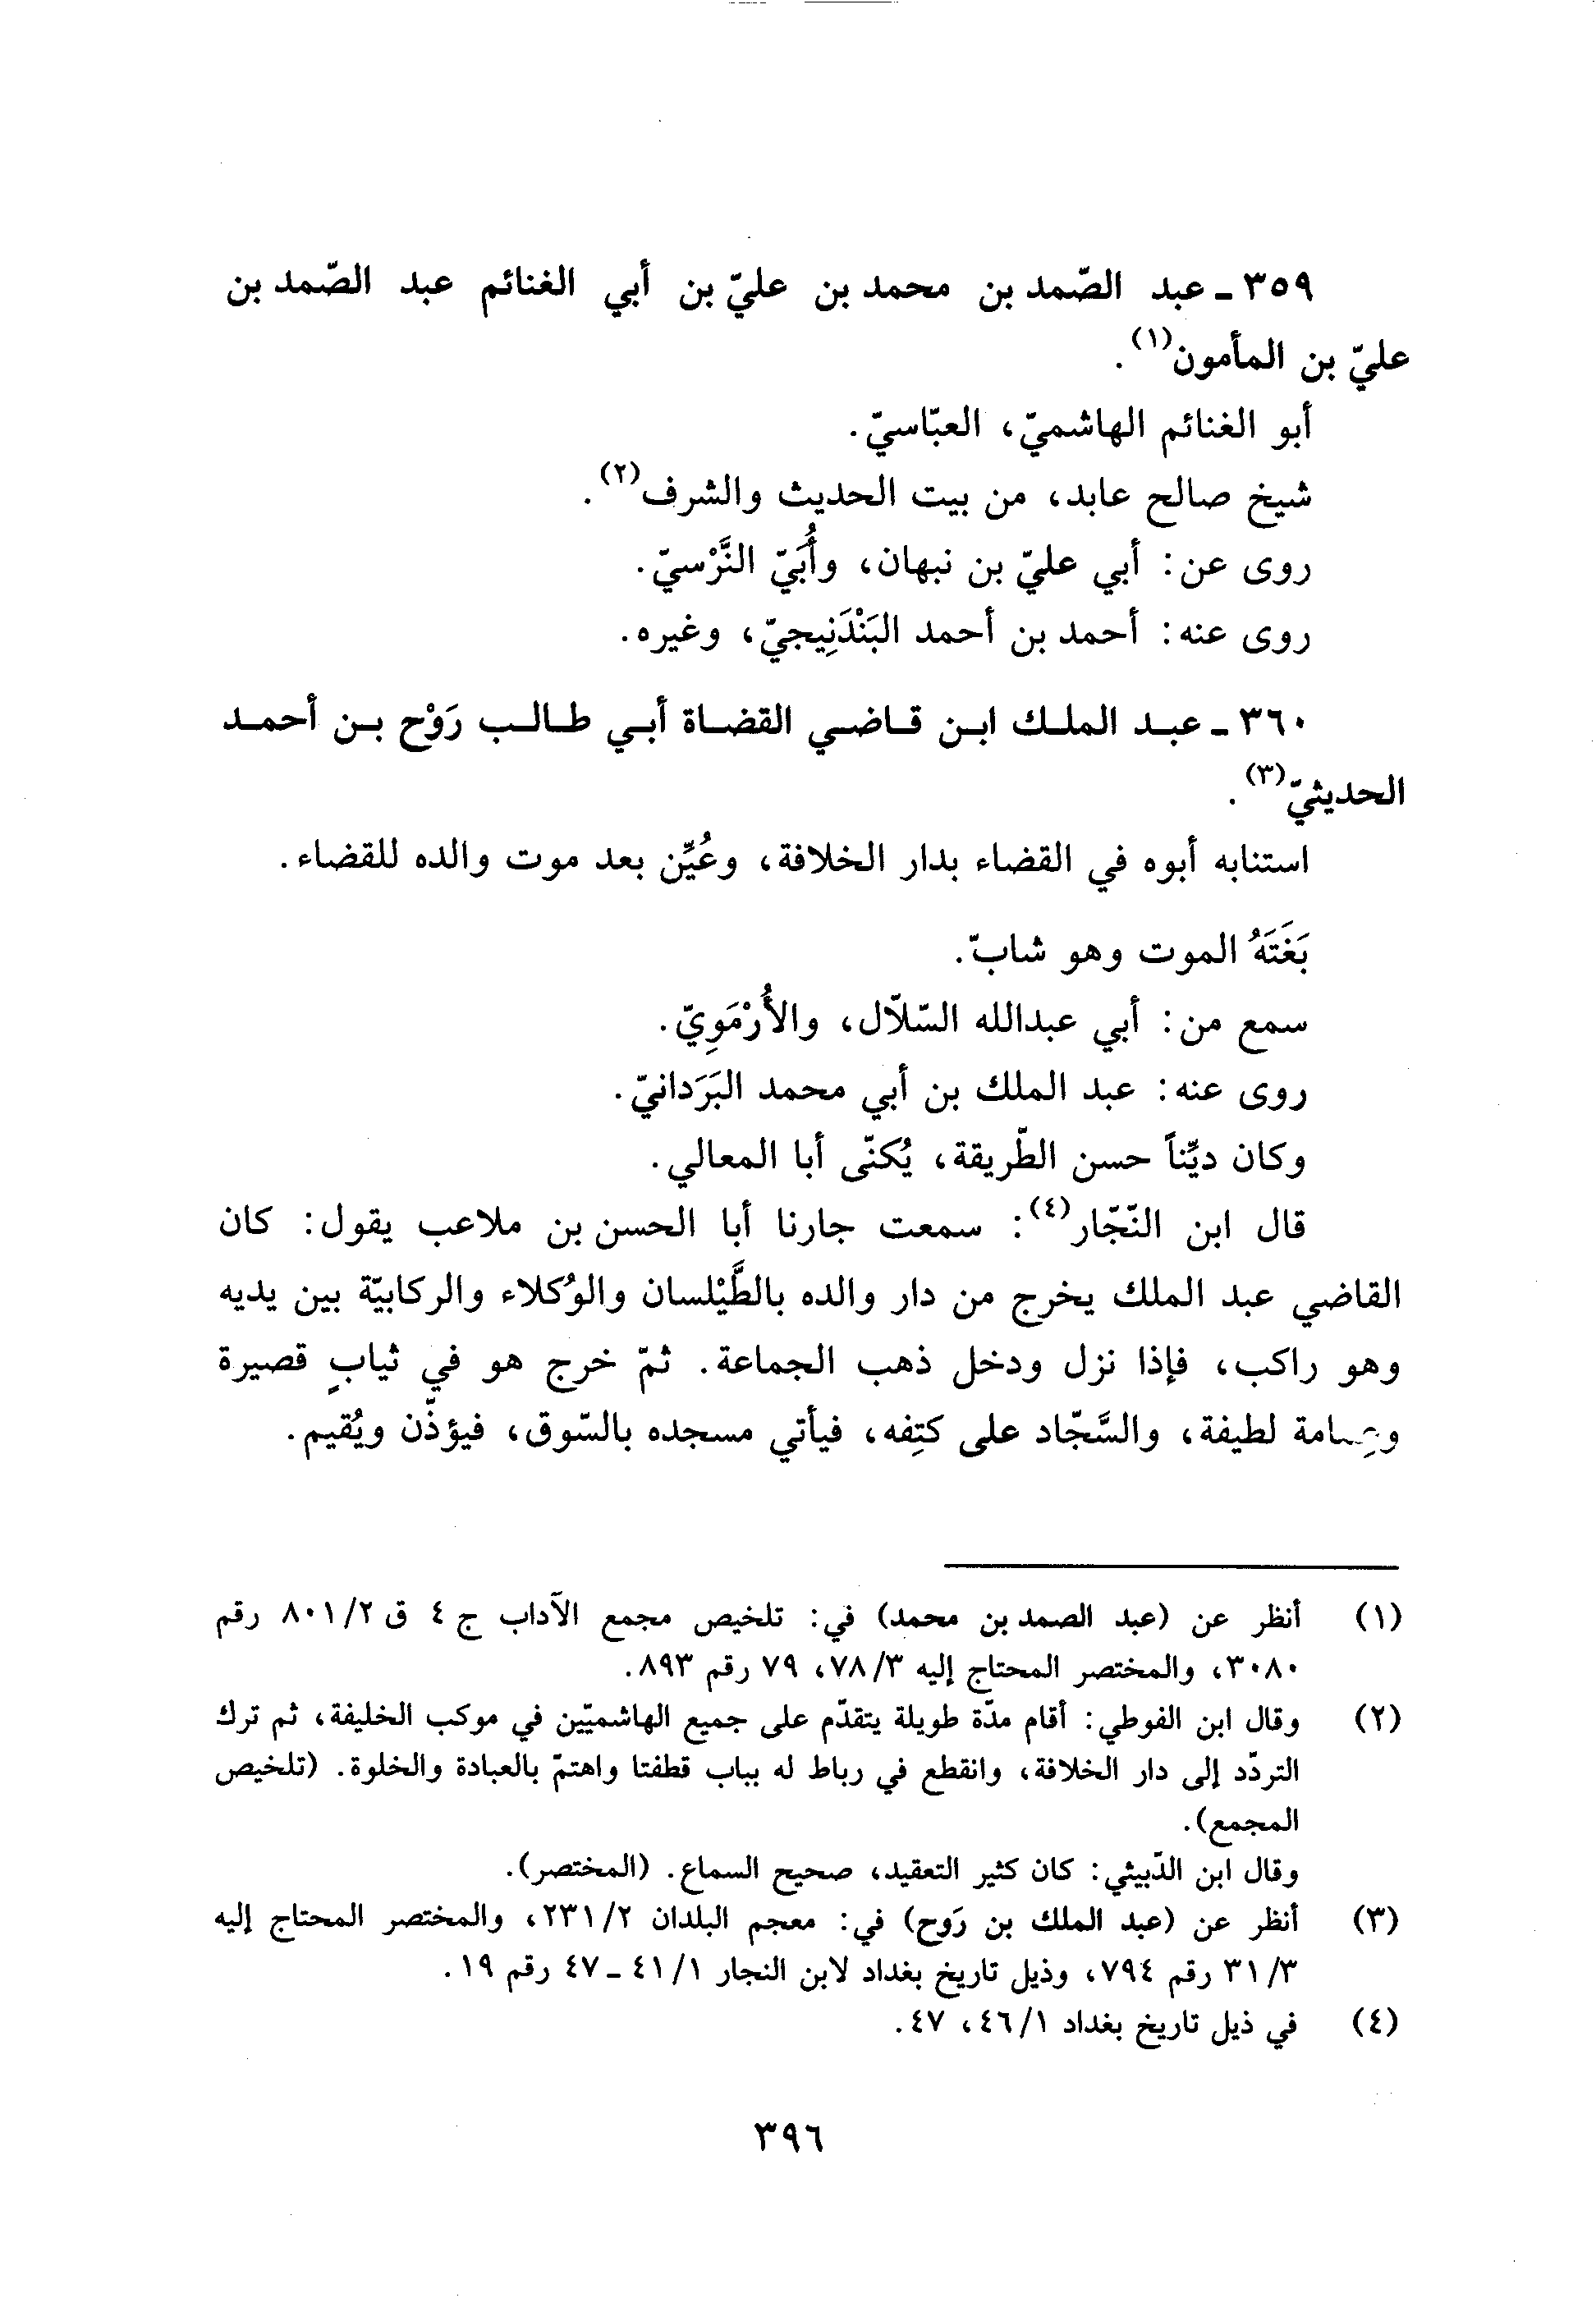 ٣٥٩ ـ عبد الصّمد بن محمد بن عليّ بن أبي الغنائم عبد الصّمد بن
عليّ بن المأمون(١).
أبو الغنائم الهاشميّ، العبّاسيّ.
شيخ صالح عابد، من بيت الحديث والشرف(٢).
روى عن: أبي عليّ بن نبهان، وأُبَيّ النَّرْسيّ.
روى عنه: أحمد بن أحمد البَنْدَنِيجيّ، وغيره.
٣٦٠ ـ عبد الملك ابن قاضي القضاة أبي طالب رَوْح بن أحمد
الحديثيّ(٣).
استنابه أبوه في القضاء بدار الخلافة، وعُيِّن بعد موت والده للقضاء.
بَغَتَهُ الموت وهو شابّ.
سمع من: أبي عبدالله السّلّال، والأُرْمَوِيّ.
روى عنه: عبد الملك بن أبي محمد البَرَدانيّ.
وكان ديِّناً حسن الطّريقة، يُكنّى أبا المعالي.
قال ابن النّجّار(٤): سمعت جارنا أبا الحسن بن ملاعب يقول: كان
القاضي عبد الملك يخرج من دار والده بالطَّيْلسان والوُكلاء والركابيّة بين يديه
وهو راكب، فإذا نزل ودخل ذهب الجماعة. ثمّ خرج هو في ثيابٍ قصيرة
وعِمامة لطيفة، والسَّجّاد على كتِفه، فيأتي مسجده بالسّوق، فيؤذّن ويُقيم.
(١) أنظر عن (عبد الصمد بن محمد) في: تلخيص مجمع الآداب ج ٤ ق ٨٠١/٢ رقم
٣٠٨٠، والمختصر المحتاج إليه ٧٨/٣، ٧٩ رقم ٨٩٣.
(٢) وقال ابن الفوطي: أقام مدّة طويلة يتقدّم على جميع الهاشميّين في موكب الخليفة، ثم ترك
التردّد إلى دار الخلافة، وانقطع في رباط له بباب قطفتا واهتمّ بالعبادة والخلوة. (تلخيص
المجمع).
وقال ابن الدّبيثي: كان كثير التعقيد، صحيح السماع. (المختصر).
(٣) أنظر عن (عبد الملك بن رَوح) في: معجم البلدان ٢٣١/٢، والمختصر المحتاج إليه
٣١/٣ رقم ٧٩٤، وذيل تاريخ بغداد لابن النجار ٤١/١ ـ ٤٧ رقم ١٩.
(٤) في ذيل تاريخ بغداد ٤٦/١، ٤٧.
٣٩٦